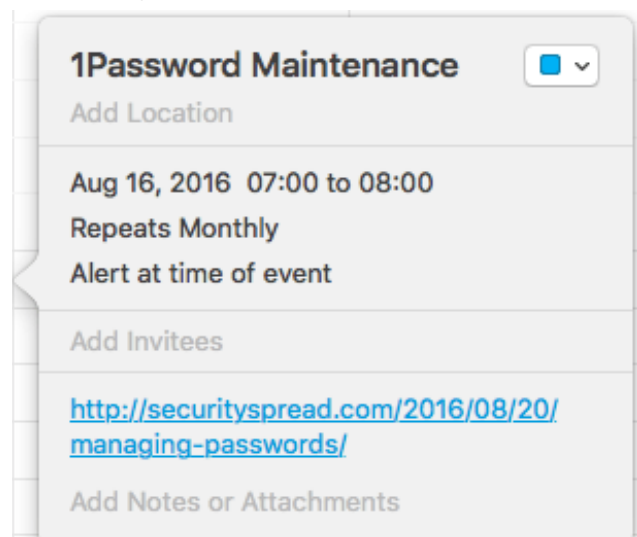 1Password Maintenance
Add Location
Aug 16, 2016 07:00 to 08:00
Repeats Monthly
Alert at time of event
Add Invitees
http://securityspread.com/2016/08/20/
managing-passwords/
Add Notes or Attachments